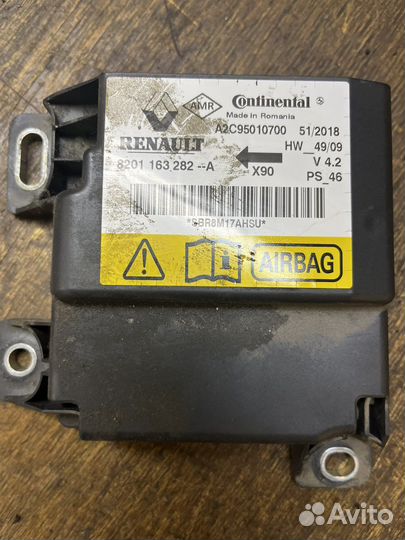 AMR
Continental
Made in Romania
RENAULT
A2C95010700 51/2018
HW__49/09
8201 163 282 --A
X90
V 4.2
PS_46
*SBR8M17AHSU*
i
AIRBAG
Avito